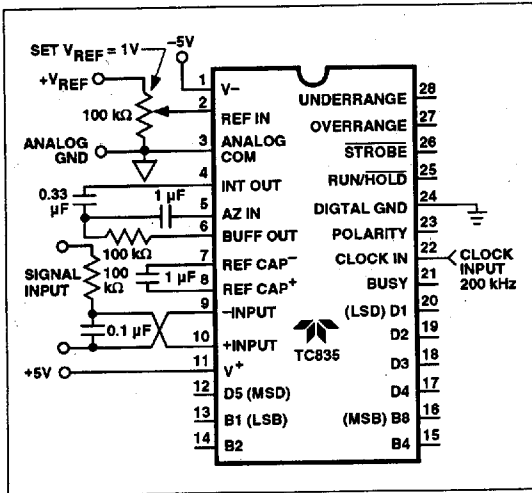 SET VREF = 1V
–5V
+VREF
100 kΩ
ANALOG
GND
0.33
µF
1 µF
100 kΩ
SIGNAL
INPUT
100
kΩ
1 µF
0.1 µF
+5V
1 V–
2 REF IN
3 ANALOG
COM
4 INT OUT
5 AZ IN
6 BUFF OUT
7 REF CAP–
8 REF CAP+
9 –INPUT
10 +INPUT
11 V+
12 D5 (MSD)
13 B1 (LSB)
14 B2
TC835
UNDERRANGE 28
OVERRANGE 27
STROBE 26
RUN/HOLD 25
DIGTAL GND 24
POLARITY 23
CLOCK IN 22
BUSY 21
(LSD) D1 20
D2 19
D3 18
D4 17
(MSB) B8 16
B4 15
CLOCK
INPUT
200 kHz